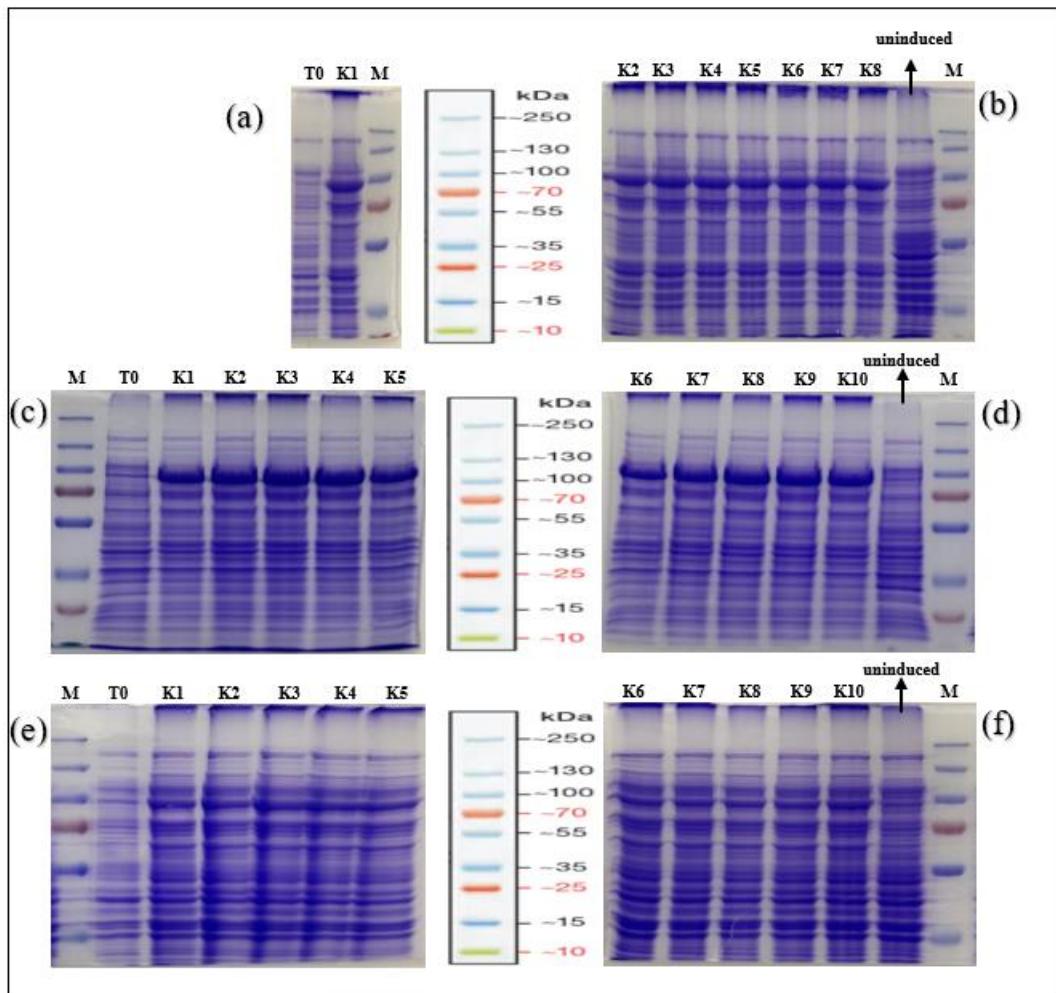 uninduced
T0 K1 M
K2 K3 K4 K5 K6 K7 K8 M
(a)
kDa
~250
~130
~100
~70
~55
~35
~25
~15
~10
(b)
uninduced
M T0 K1 K2 K3 K4 K5
K6 K7 K8 K9 K10 M
(c)
kDa
~250
~130
~100
~70
~55
~35
~25
~15
~10
(d)
uninduced
M T0 K1 K2 K3 K4 K5
K6 K7 K8 K9 K10 M
(e)
kDa
~250
~130
~100
~70
~55
~35
~25
~15
~10
(f)